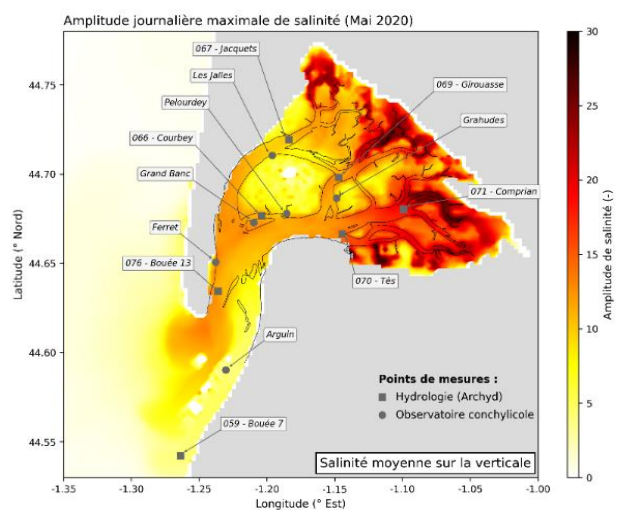 Amplitude journalière maximale de salinité (Mai 2020)
067 - Jacquets
Les Jalles
069 - Girouasse
Pelourdey
Grahudes
066 - Courbey
Grand Banc
071 - Comprian
Ferret
076 - Bouée 13
070 - Tès
Arguin
059 - Bouée 7
Points de mesures :
Hydrologie (Archyd)
Observatoire conchylicole
Salinité moyenne sur la verticale
44.75
44.70
44.65
44.60
44.55
Latitude (° Nord)
-1.35
-1.30
-1.25
-1.20
-1.15
-1.10
-1.05
-1.00
Longitude (° Est)
30
25
20
15
10
5
0
Amplitude de salinité (-)